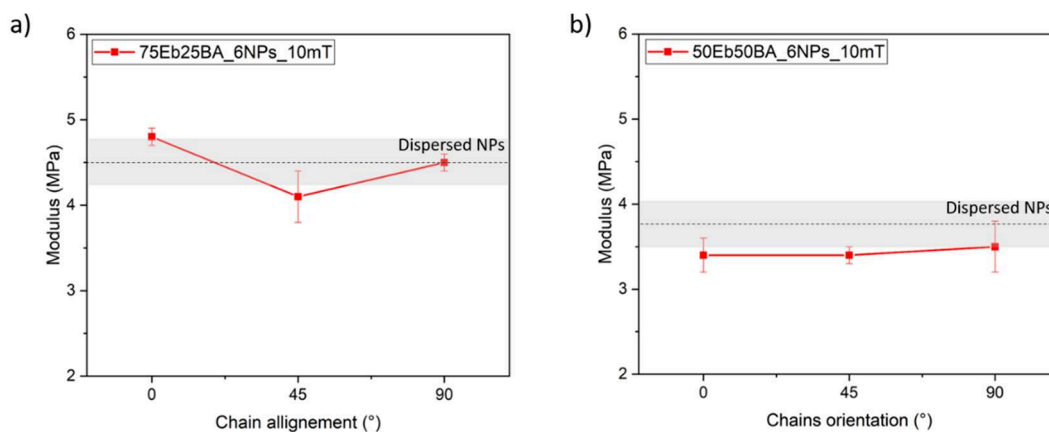 a)
75Eb25BA_6NPs_10mT
Dispersed NPs
Modulus (MPa)
6
5
4
3
2
0
45
90
Chain allignement (°)
b)
50Eb50BA_6NPs_10mT
Dispersed NPs
Modulus (MPa)
6
5
4
3
2
0
45
90
Chains orientation (°)